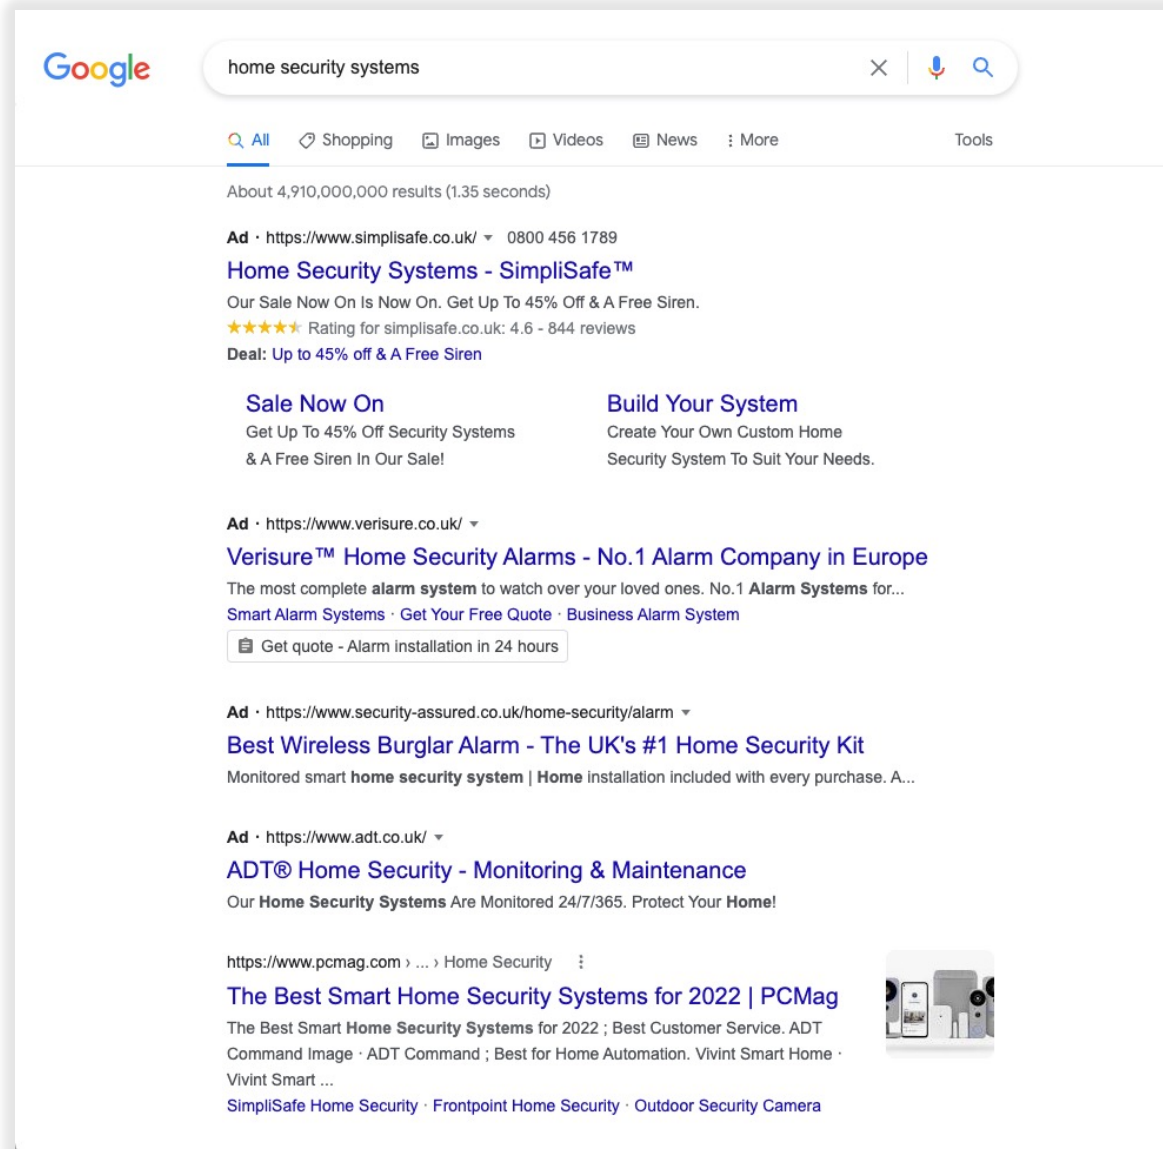 Google
home security systems
All Shopping Images Videos News More Tools
About 4,910,000,000 results (1.35 seconds)
Ad · https://www.simplisafe.co.uk/ 0800 456 1789
Home Security Systems - SimpliSafe™
Our Sale Now On Is Now On. Get Up To 45% Off & A Free Siren.
Rating for simplisafe.co.uk: 4.6 - 844 reviews
Deal: Up to 45% off & A Free Siren
Sale Now On
Get Up To 45% Off Security Systems
& A Free Siren In Our Sale!
Build Your System
Create Your Own Custom Home
Security System To Suit Your Needs.
Ad · https://www.verisure.co.uk/
Verisure™ Home Security Alarms - No.1 Alarm Company in Europe
The most complete alarm system to watch over your loved ones. No.1 Alarm Systems for...
Smart Alarm Systems · Get Your Free Quote · Business Alarm System
Get quote - Alarm installation in 24 hours
Ad · https://www.security-assured.co.uk/home-security/alarm
Best Wireless Burglar Alarm - The UK's #1 Home Security Kit
Monitored smart home security system | Home installation included with every purchase. A...
Ad · https://www.adt.co.uk/
ADT® Home Security - Monitoring & Maintenance
Our Home Security Systems Are Monitored 24/7/365. Protect Your Home!
https://www.pcmag.com › ... › Home Security
The Best Smart Home Security Systems for 2022 | PCMag
The Best Smart Home Security Systems for 2022 ; Best Customer Service. ADT
Command Image · ADT Command ; Best for Home Automation. Vivint Smart Home ·
Vivint Smart ...
SimpliSafe Home Security · Frontpoint Home Security · Outdoor Security Camera